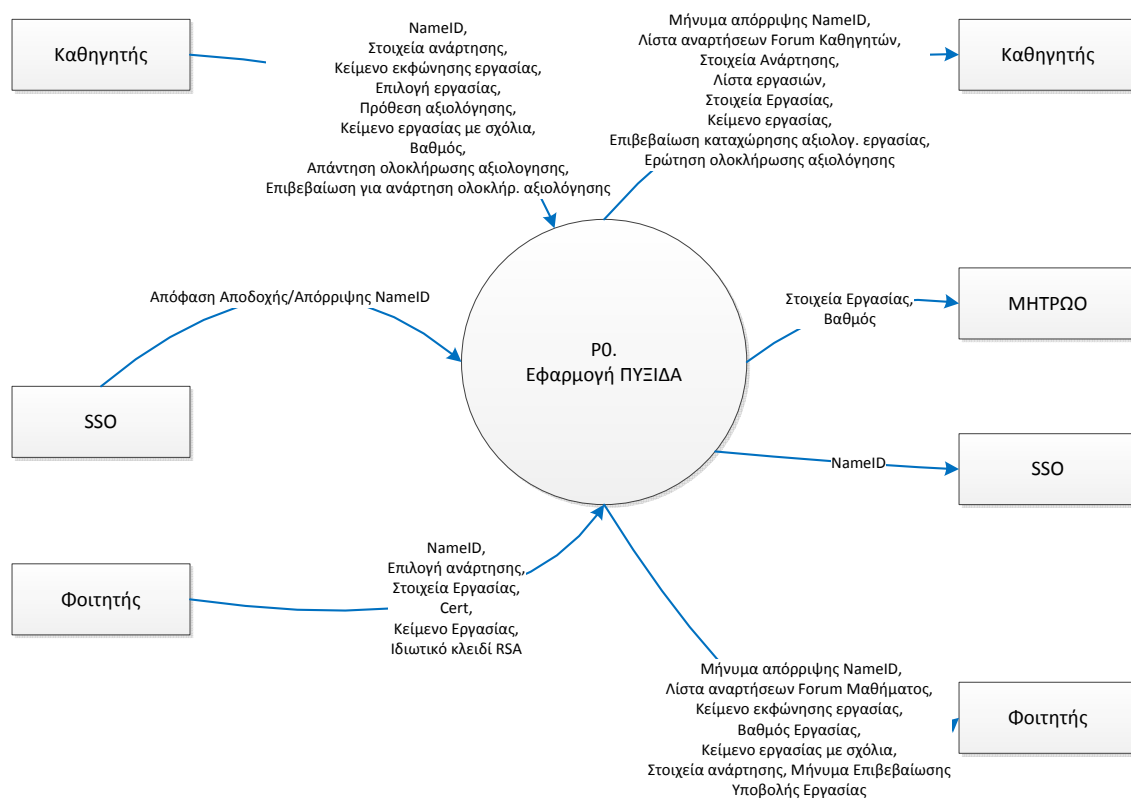 Καθηγητής
NameID,
Στοιχεία ανάρτησης,
Κείμενο εκφώνησης εργασίας,
Επιλογή εργασίας,
Πρόθεση αξιολόγησης,
Κείμενο εργασίας με σχόλια,
Βαθμός,
Απάντηση ολοκλήρωσης αξιολογησης,
Επιβεβαίωση για ανάρτηση ολοκλήρ. αξιολόγησης
Μήνυμα απόρριψης NameID,
Λίστα αναρτήσεων Forum Καθηγητών,
Στοιχεία Ανάρτησης,
Λίστα εργασιών,
Στοιχεία Εργασίας,
Κείμενο εργασίας,
Επιβεβαίωση καταχώρησης αξιολογ. εργασίας,
Ερώτηση ολοκλήρωσης αξιολόγησης
Καθηγητής
Απόφαση Αποδοχής/Απόρριψης NameID
SSO
P0.
Εφαρμογή ΠΥΞΙΔΑ
Στοιχεία Εργασίας,
Βαθμός
ΜΗΤΡΩΟ
NameID
SSO
Φοιτητής
NameID,
Επιλογή ανάρτησης,
Στοιχεία Εργασίας,
Cert,
Κείμενο Εργασίας,
Ιδιωτικό κλειδί RSA
Μήνυμα απόρριψης NameID,
Λίστα αναρτήσεων Forum Μαθήματος,
Κείμενο εκφώνησης εργασίας,
Βαθμός Εργασίας,
Κείμενο εργασίας με σχόλια,
Στοιχεία ανάρτησης, Μήνυμα Επιβεβαίωσης
Υποβολής Εργασίας
Φοιτητής